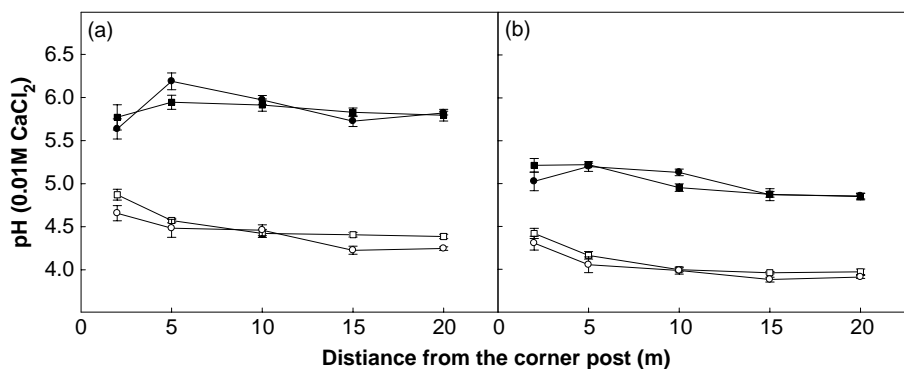 (a)
(b)
6.5
6.0
5.5
5.0
4.5
4.0
pH (0.01M CaCl₂)
0 5 10 15 20 0 5 10 15 20
Distiance from the corner post (m)